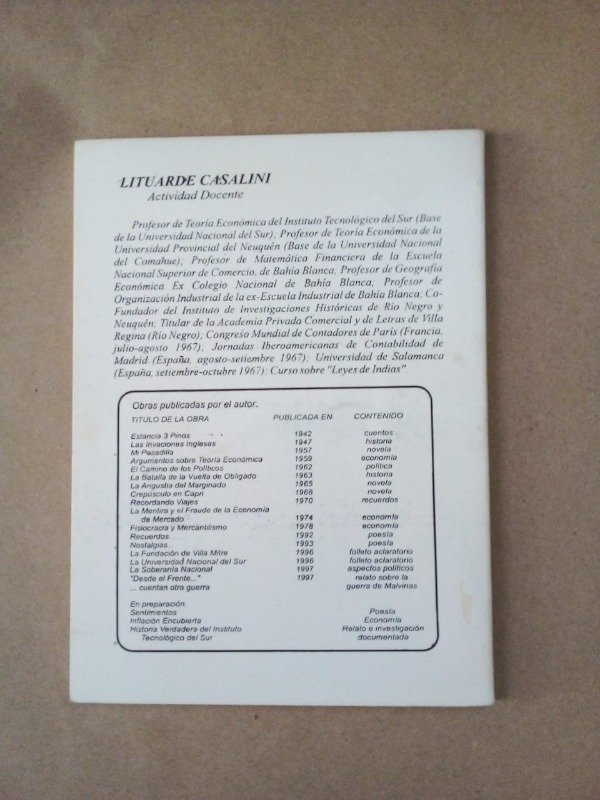 LITUARDE CASALINI
Actividad Docente
Profesor de Teoría Económica del Instituto Tecnológico del Sur (Base
de la Universidad Nacional del Sur); Profesor de Teoría Económica de la
Universidad Provincial del Neuquén (Base de la Universidad Nacional
del Comahue); Profesor de Matemática Financiera de la Escuela
Nacional Superior de Comercio, de Bahía Blanca, Profesor de Geografía
Económica Ex Colegio Nacional de Bahía Blanca; Profesor de
Organización Industrial de la ex-Escuela Industrial de Bahía Blanca, Co-
Fundador del Instituto de Investigaciones Históricas de Río Negro y
Neuquén; Titular de la Academia Privada Comercial y de Letras de Villa
Regina (Río Negro); Congreso Mundial de Contadores de París (Francia,
julio-agosto 1967); Jornadas Iberoamericanas de Contabilidad de
Madrid (España, agosto-setiembre 1967); Universidad de Salamanca
(España, setiembre-octubre 1967): Curso sobre "Leyes de Indias".
Obras publicadas por el autor:
TITULO DE LA OBRA PUBLICADA EN CONTENIDO
Estancia 3 Pinos 1942 cuentos
Las Invaciones Inglesas 1947 historia
Mi Pesadilla 1957 novela
Argumentos sobre Teoría Económica 1959 economía
El Camino de los Políticos 1962 política
La Batalla de la Vuelta de Obligado 1963 historia
La Angustia del Marginado 1965 novela
Crepúsculo en Capri 1968 novela
Recordando Viajes 1970 recuerdos
La Mentira y el Fraude de la Economía
de Mercado 1974 economía
Fisiocracia y Mercantilismo 1978 economía
Recuerdos 1992 poesía
Nostalgias 1993 poesía
La Fundación de Villa Mitre 1996 folleto aclaratorio
La Universidad Nacional del Sur 1996 folleto aclaratorio
La Soberanía Nacional 1997 aspectos políticos
"Desde el Frente..." 1997 relato sobre la
... cuentan otra guerra guerra de Malvinas
En preparación:
Sentimientos Poesía
Inflación Encubierta Economía
Historia Verdadera del Instituto Relato e investigación
Tecnológico del Sur documentada